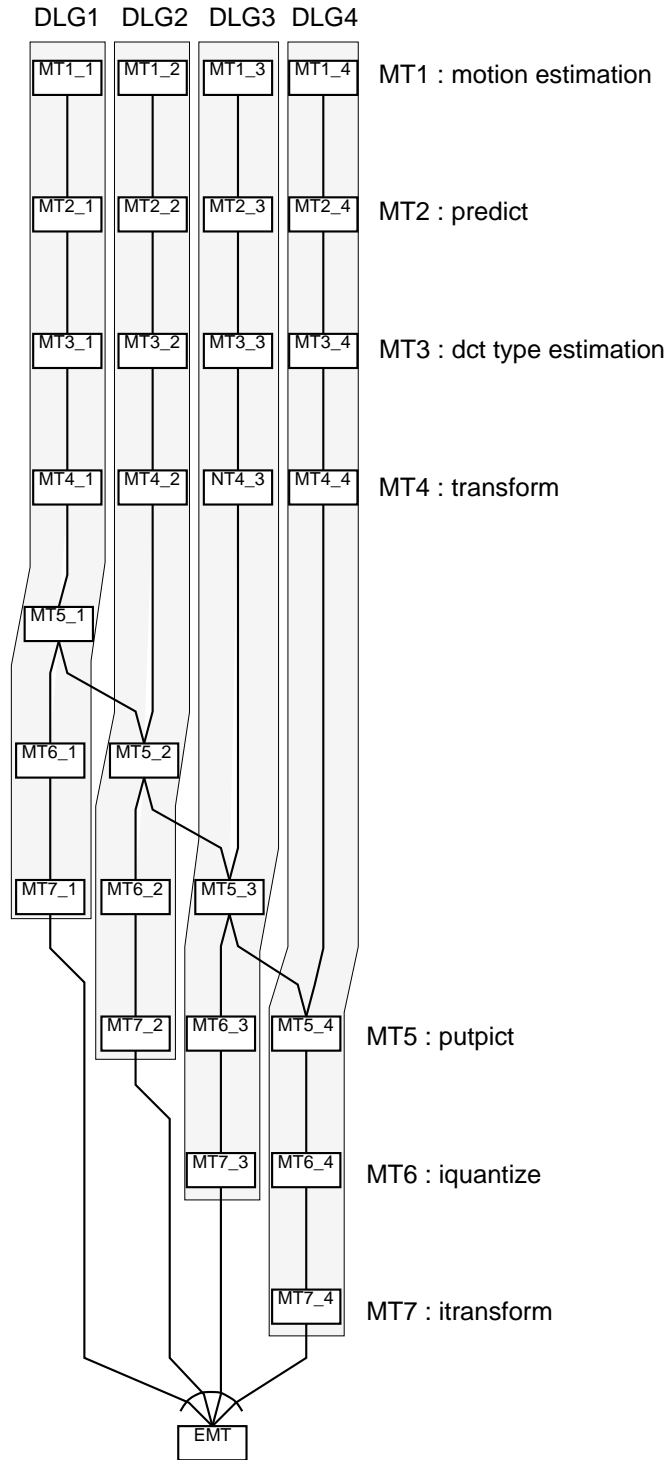 DLG1 DLG2 DLG3 DLG4
MT1_1 MT1_2 MT1_3 MT1_4 MT1 : motion estimation
MT2_1 MT2_2 MT2_3 MT2_4 MT2 : predict
MT3_1 MT3_2 MT3_3 MT3_4 MT3 : dct type estimation
MT4_1 MT4_2 NT4_3 MT4_4 MT4 : transform
MT5_1
MT6_1 MT5_2
MT7_1 MT6_2 MT5_3
MT7_2 MT6_3 MT5_4 MT5 : putpict
MT7_3 MT6_4 MT6 : iquantize
MT7_4 MT7 : itransform
EMT